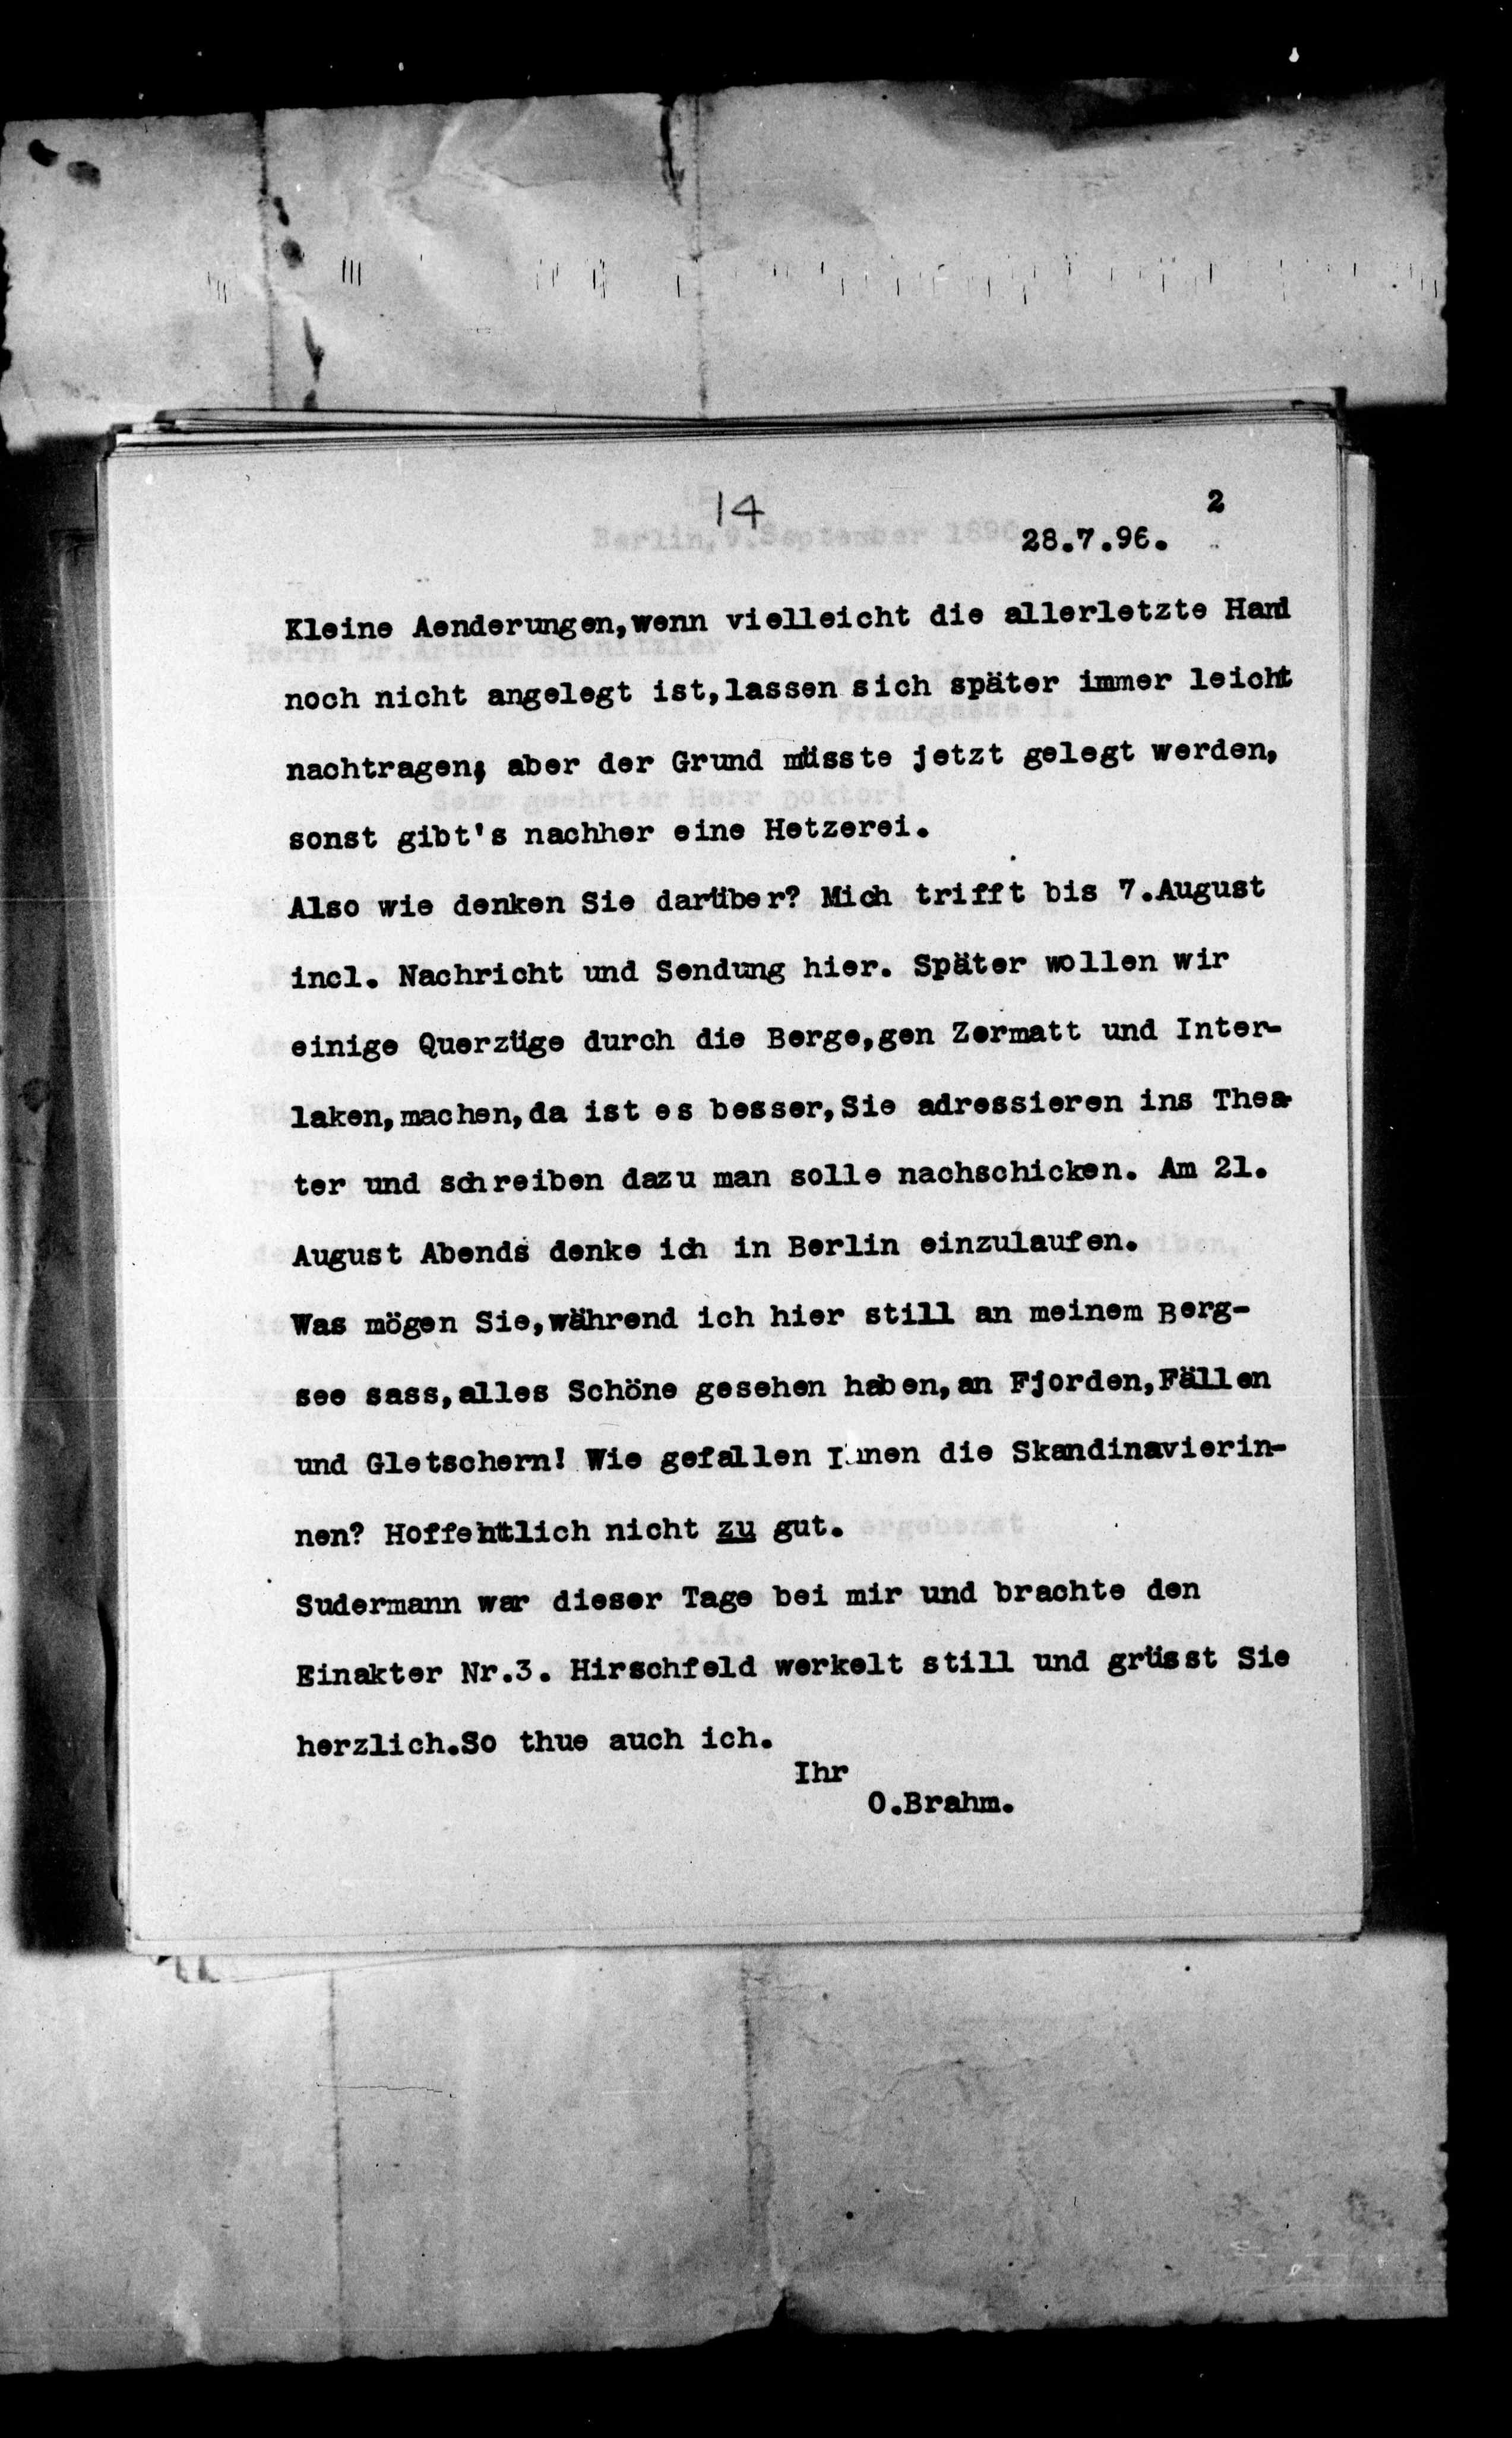 14
2
28.7.96.
Kleine Aenderungen,wenn vielleicht die allerletzte Hand
noch nicht angelegt ist,lassen sich später immer leicht
nachtragen; aber der Grund müsste jetzt gelegt werden,
sonst gibt's nachher eine Hetzerei.
Also wie denken Sie darüber? Mich trifft bis 7.August
incl. Nachricht und Sendung hier. Später wollen wir
einige Querzüge durch die Berge,gen Zermatt und Inter-
laken,machen,da ist es besser,Sie adressieren ins Thea-
ter und schreiben dazu man solle nachschicken. Am 21.
August Abends denke ich in Berlin einzulaufen.
Was mögen Sie,während ich hier still an meinem Berg-
see sass,alles Schöne gesehen haben,an Fjorden,Fällen
und Gletschern! Wie gefallen Ihnen die Skandinavierin-
nen? Hoffentlich nicht zu gut.
Sudermann war dieser Tage bei mir und brachte den
Einakter Nr.3. Hirschfeld werkelt still und grüsst Sie
herzlich.So thue auch ich.
Ihr
O.Brahm.